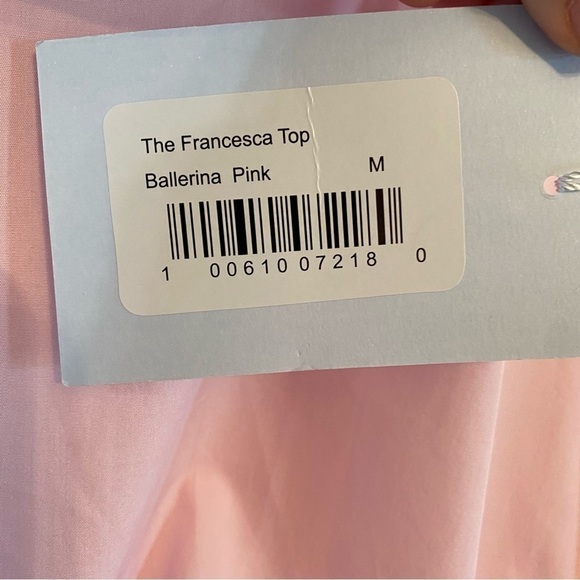 The Francesca Top
Ballerina Pink M
1 00610 07218 0